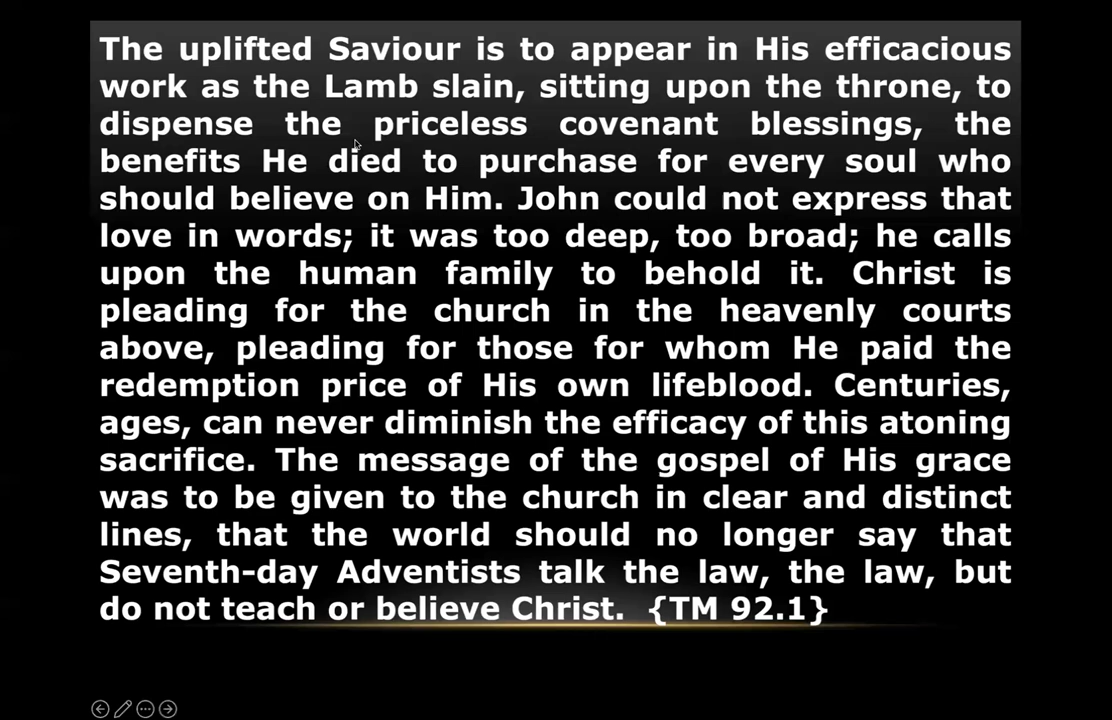 The uplifted Saviour is to appear in His efficacious
work as the Lamb slain, sitting upon the throne, to
dispense the priceless covenant blessings, the
benefits He died to purchase for every soul who
should believe on Him. John could not express that
love in words; it was too deep, too broad; he calls
upon the human family to behold it. Christ is
pleading for the church in the heavenly courts
above, pleading for those for whom He paid the
redemption price of His own lifeblood. Centuries,
ages, can never diminish the efficacy of this atoning
sacrifice. The message of the gospel of His grace
was to be given to the church in clear and distinct
lines, that the world should no longer say that
Seventh-day Adventists talk the law, the law, but
do not teach or believe Christ. {TM 92.1}